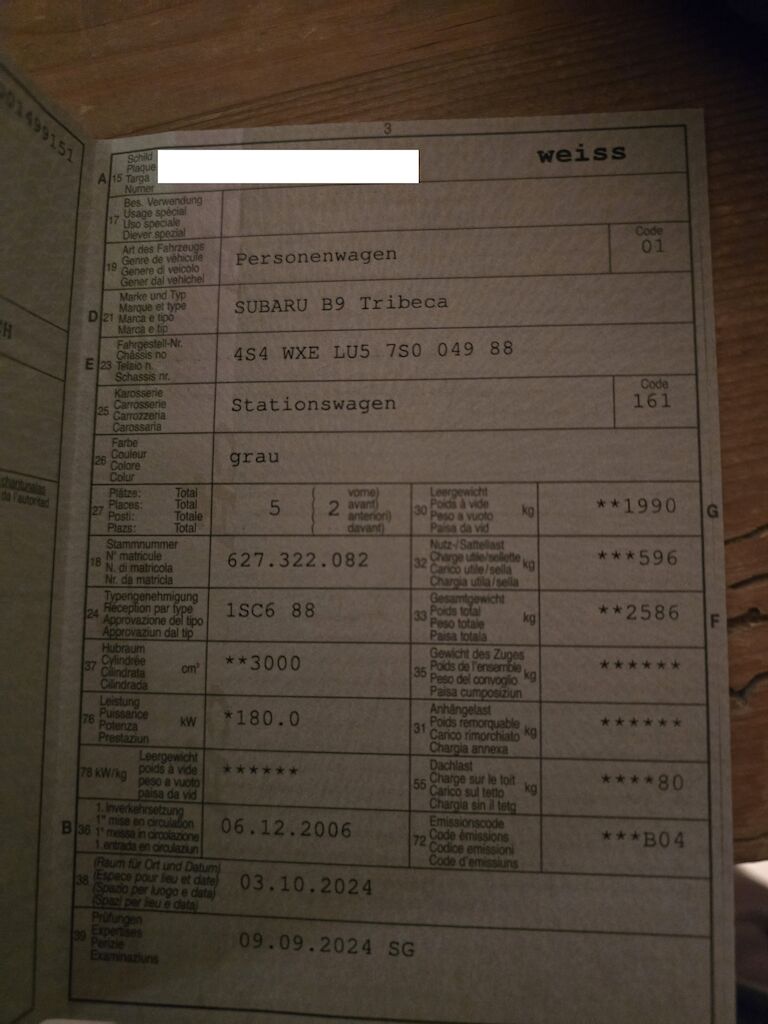 001499151
3
A 15 Schild
Plaque
Targa
Numer
weiss
17 Bes. Verwendung
Usage spécial
Uso speciale
Diever spezial
19 Art des Fahrzeugs
Genre de véhicule
Genere di veicolo
Gener dal vehichel
Personenwagen
Code
01
D 21 Marke und Typ
Marque et type
Marca e tipo
Marca e tip
SUBARU B9 Tribeca
E 23 Fahrgestell-Nr.
Châssis no
Telaio n.
Schassis nr.
4S4 WXE LU5 7S0 049 88
25 Karosserie
Carrosserie
Carrozzeria
Carossaria
Stationswagen
Code
161
26 Farbe
Couleur
Colore
Colur
grau
27 Plätze: Total
Places: Total
Posti: Totale
Plazs: Total
5 ( 2 vorne)
avant)
anteriori)
davant)
30 Leergewicht
Poids à vide
Peso a vuoto
Paisa da vid
kg
**1990 G
18 Stammnummer
N° matricule
N. di matricola
Nr. da matricla
627.322.082
32 Nutz-/Sattellast
Charge utile/sellette
Carico utile/sella
Chargia utila/sella
kg
***596
24 Typengenehmigung
Réception par type
Approvazione del tipo
Approvaziun dal tip
1SC6 88
33 Gesamtgewicht
Poids total
Peso totale
Paisa totala
kg
**2586 F
37 Hubraum
Cylindrée
Cilindrata
Cilindrada
cm³
**3000
35 Gewicht des Zuges
Poids de l'ensemble
Peso del convoglio
Paisa cumposiziun
kg
******
76 Leistung
Puissance
Potenza
Prestaziun
kW
*180.0
31 Anhängelast
Poids remorquable
Carico rimorchiato
Chargia annexa
kg
******
78 kW/kg Leergewicht
poids à vide
peso a vuoto
paisa da vid
******
55 Dachlast
Charge sur le toit
Carico sul tetto
Chargia sin il tetg
kg
****80
B 36 1. Inverkehrsetzung
1re mise en circulation
1a messa in circolazione
1. entrada en circulaziun
06.12.2006
72 Emissionscode
Code émissions
Codice emissioni
Code d'emissiuns
***B04
38 (Raum für Ort und Datum)
(Espace pour lieu et date)
(Spazio per luogo e data)
(Spazi per lieu e data)
03.10.2024
39 Prüfungen
Expertises
Perizie
Examinaziuns
09.09.2024 SG